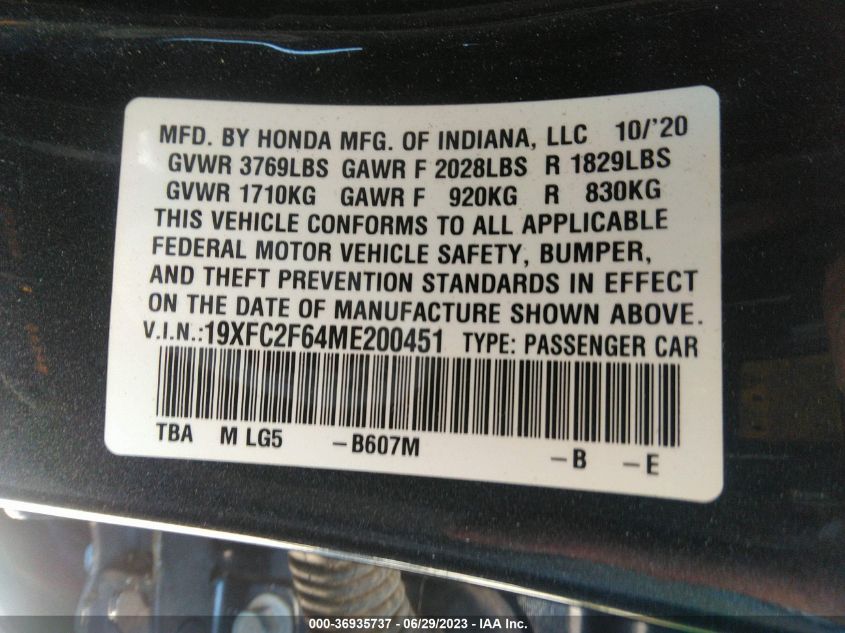 MFD. BY HONDA MFG. OF INDIANA, LLC 10/'20
GVWR 3769LBS GAWR F 2028LBS R 1829LBS
GVWR 1710KG GAWR F 920KG R 830KG
THIS VEHICLE CONFORMS TO ALL APPLICABLE
FEDERAL MOTOR VEHICLE SAFETY, BUMPER,
AND THEFT PREVENTION STANDARDS IN EFFECT
ON THE DATE OF MANUFACTURE SHOWN ABOVE.
V.I.N.:19XFC2F64ME200451 TYPE: PASSENGER CAR
TBA M LG5 -B607M -B -E
000-36935737 - 06/29/2023 - IAA Inc.